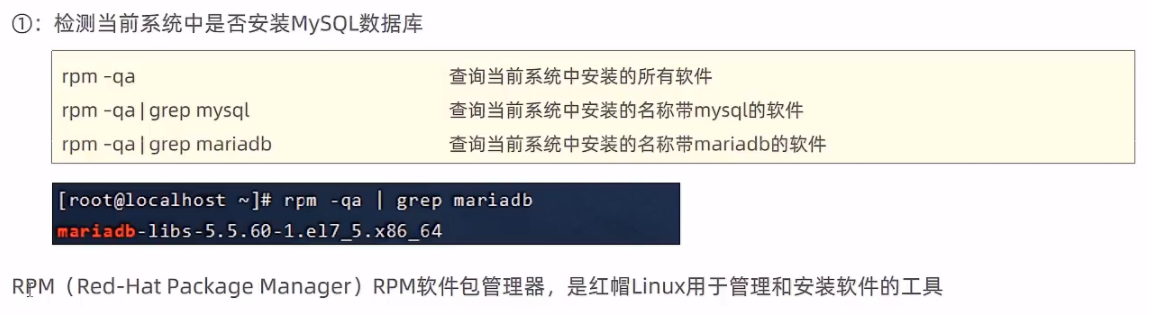 ①：检测当前系统中是否安装MySQL数据库
rpm -qa 查询当前系统中安装的所有软件
rpm -qa | grep mysql 查询当前系统中安装的名称带mysql的软件
rpm -qa | grep mariadb 查询当前系统中安装的名称带mariadb的软件
[root@localhost ~]# rpm -qa | grep mariadb
mariadb-libs-5.5.60-1.el7_5.x86_64
RPM（Red-Hat Package Manager）RPM软件包管理器，是红帽Linux用于管理和安装软件的工具